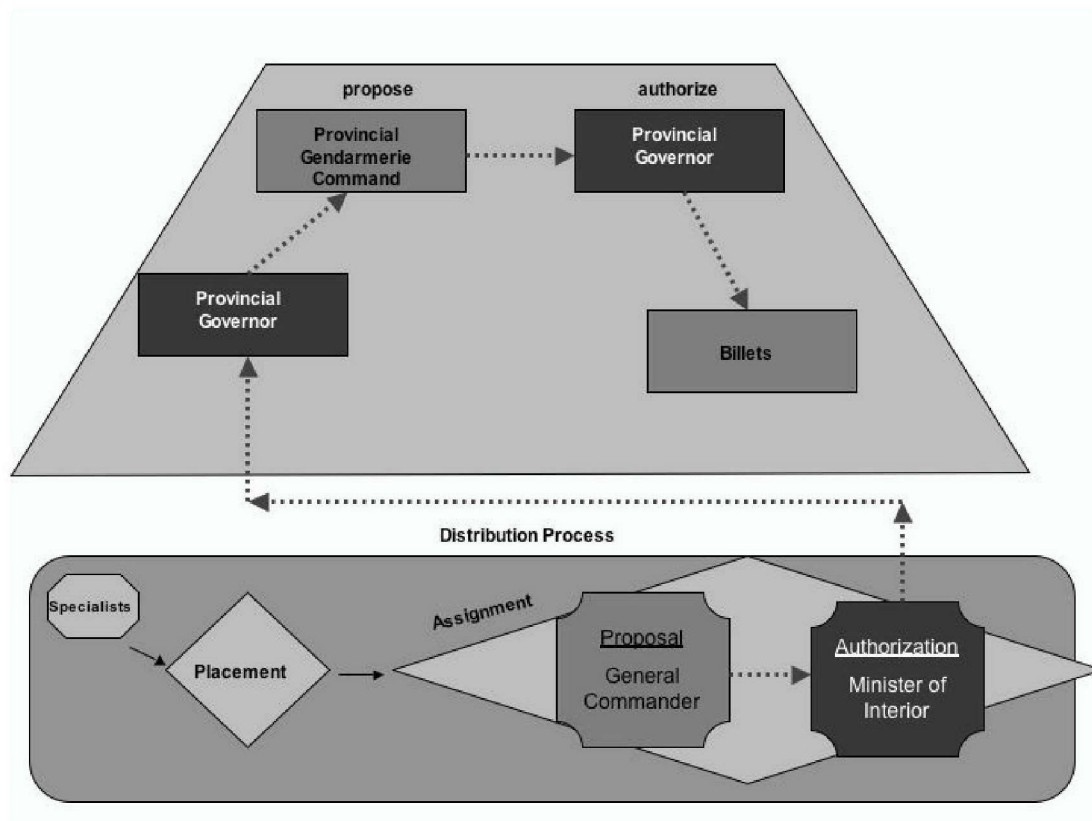 propose
authorize
Provincial
Gendarmerie
Command
Provincial
Governor
Provincial
Governor
Billets
Distribution Process
Specialists
Placement
Assignment
Proposal
General
Commander
Authorization
Minister of
Interior